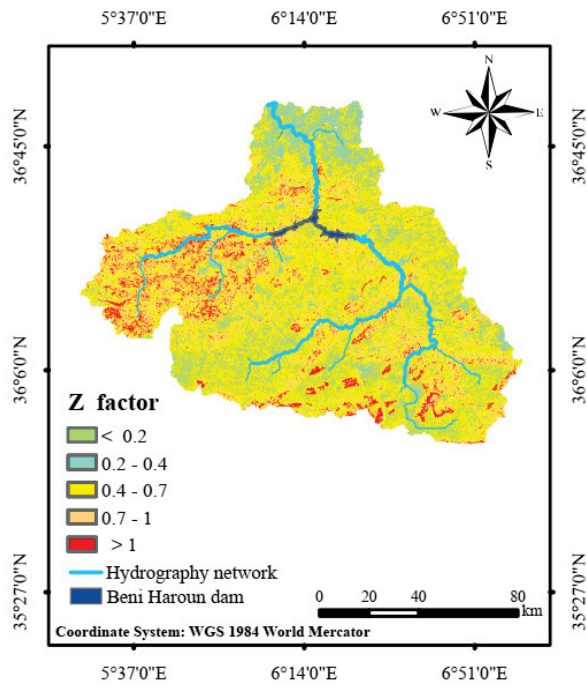 5°37'0"E 6°14'0"E 6°51'0"E
N
W E
S
36°45'0"N 36°45'0"N
36°6'0"N 36°6'0"N
Z factor
< 0.2
0.2 - 0.4
0.4 - 0.7
0.7 - 1
> 1
Hydrography network
Beni Haroun dam
0 20 40 80
km
35°27'0"N 35°27'0"N
Coordinate System: WGS 1984 World Mercator
5°37'0"E 6°14'0"E 6°51'0"E